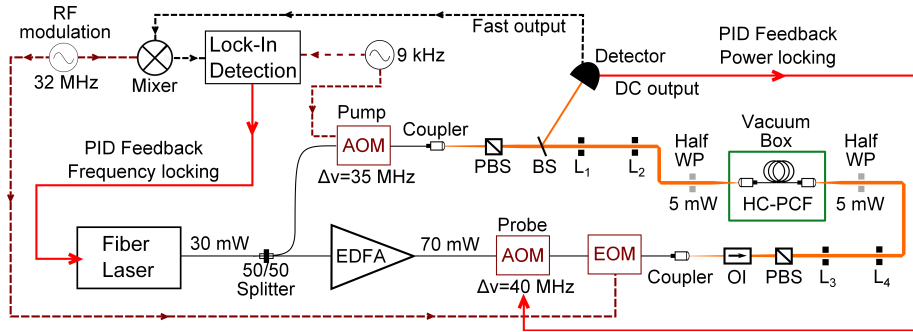 RF
modulation
32 MHz
Mixer
Lock-In
Detection
9 kHz
Fast output
Detector
DC output
PID Feedback
Power locking
PID Feedback
Frequency locking
Pump
AOM
Δν=35 MHz
Coupler
PBS
BS
L1
L2
Half
WP
5 mW
Vacuum
Box
HC-PCF
Half
WP
5 mW
Fiber
Laser
30 mW
50/50
Splitter
EDFA
70 mW
Probe
AOM
Δν=40 MHz
EOM
Coupler
OI
PBS
L3
L4